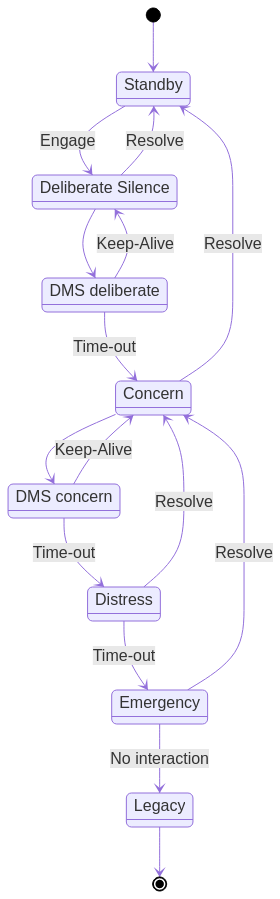 Standby
Engage
Resolve
Deliberate Silence
Keep-Alive
Resolve
DMS deliberate
Time-out
Concern
Keep-Alive
DMS concern
Resolve
Time-out
Resolve
Distress
Time-out
Emergency
No interaction
Legacy